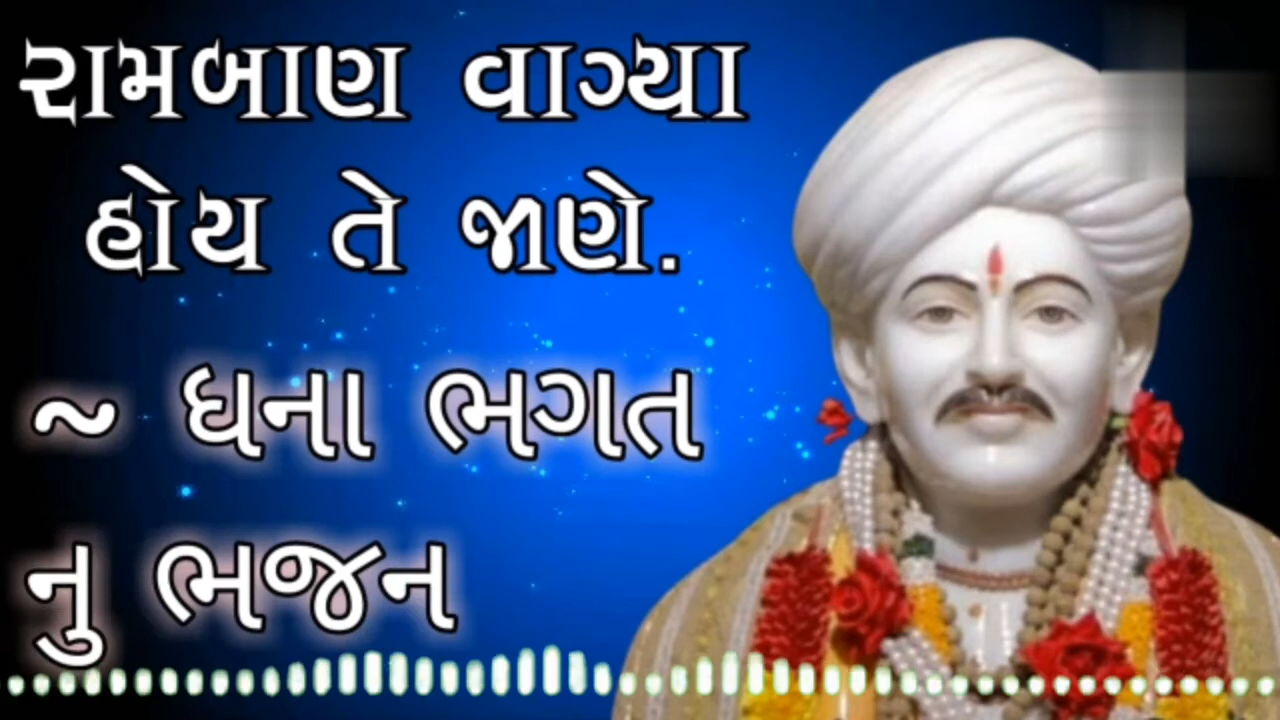 રામબાણ વાગ્યા
હોય તે જાણે.
~ ધના ભગત
નુ ભજન